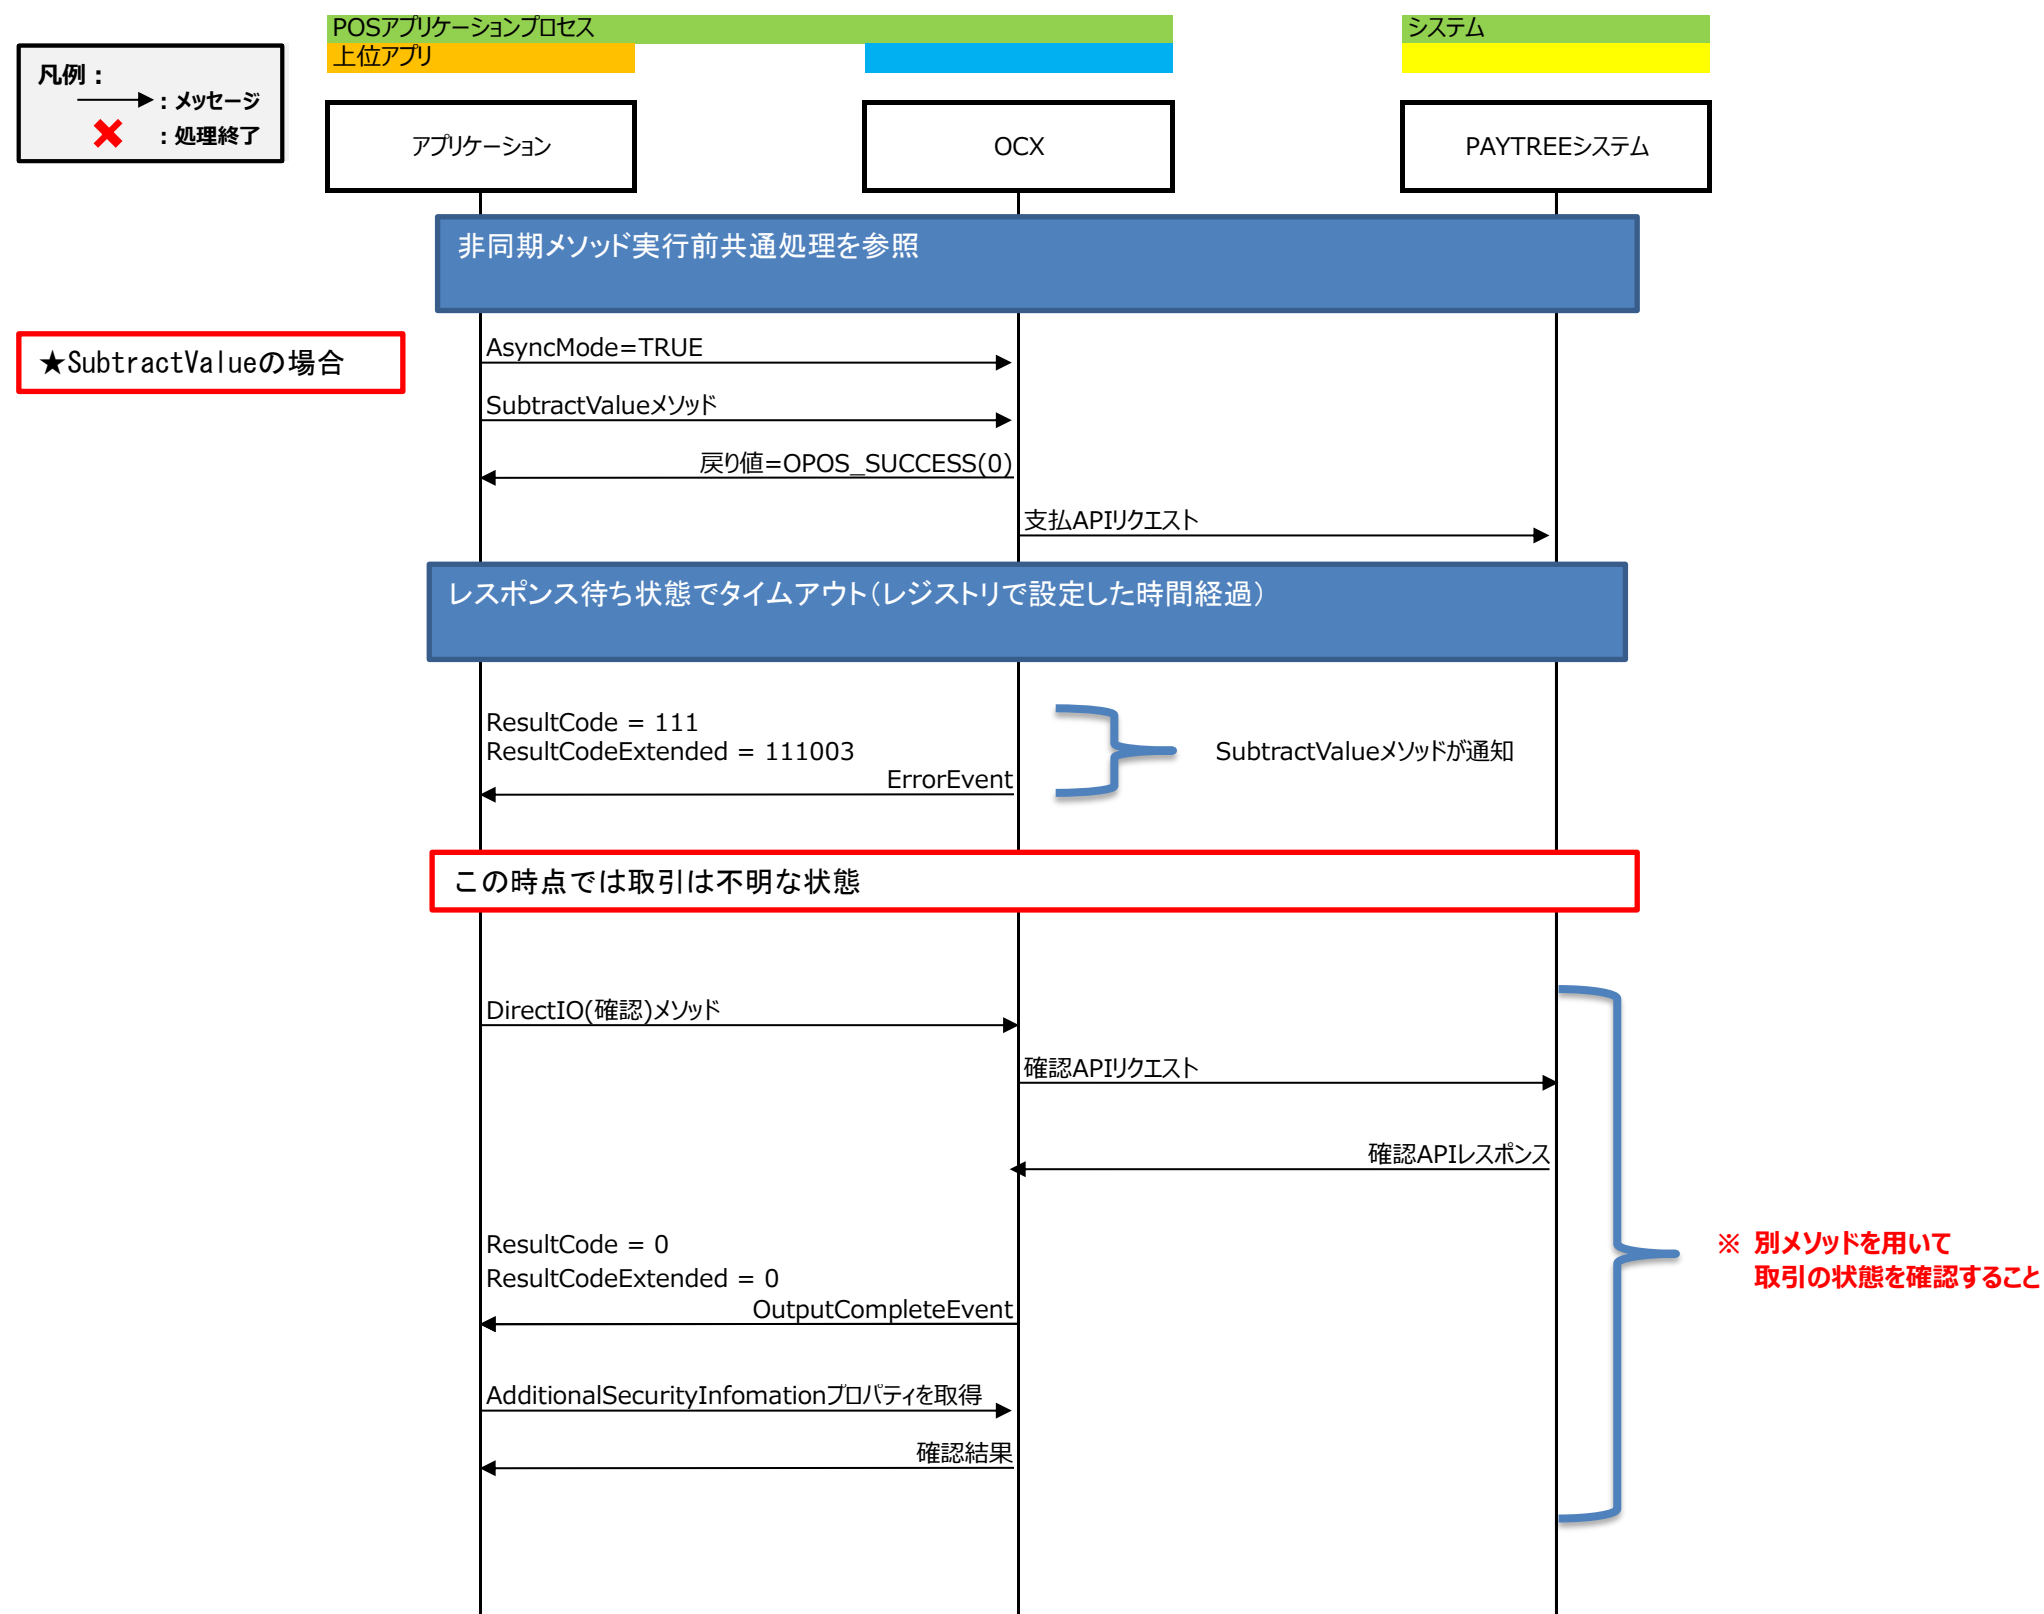 POSアプリケーションプロセス
システム
上位アプリ
凡例：
：メッセージ
：処理終了
アプリケーション
OCX
PAYTREEシステム
非同期メソッド実行前共通処理を参照
★SubtractValueの場合
AsyncMode=TRUE
SubtractValueメソッド
戻り値=OPOS_SUCCESS(0)
支払APIリクエスト
レスポンス待ち状態でタイムアウト（レジストリで設定した時間経過）
ResultCode = 111
ResultCodeExtended = 111003
SubtractValueメソッドが通知
ErrorEvent
この時点では取引は不明な状態
DirectIO(確認)メソッド
確認APIリクエスト
確認APIレスポンス
ResultCode = 0
ResultCodeExtended = 0
OutputCompleteEvent
※ 別メソッドを用いて
取引の状態を確認すること
AdditionalSecurityInfomationプロパティを取得
確認結果